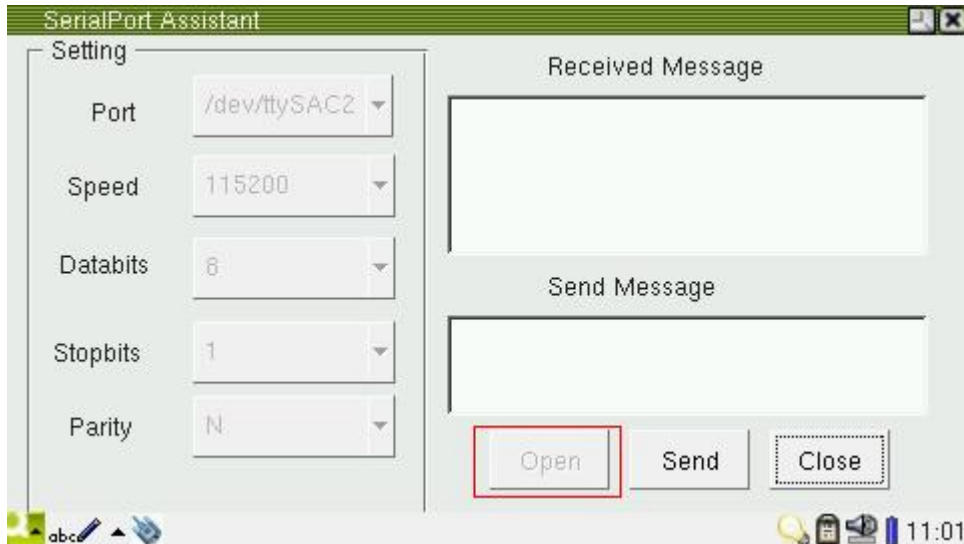 SerialPort Assistant
Setting
Port
/dev/ttySAC2
Speed
115200
Databits
8
Stopbits
1
Parity
N
Received Message
Send Message
Open
Send
Close
abc
11:01